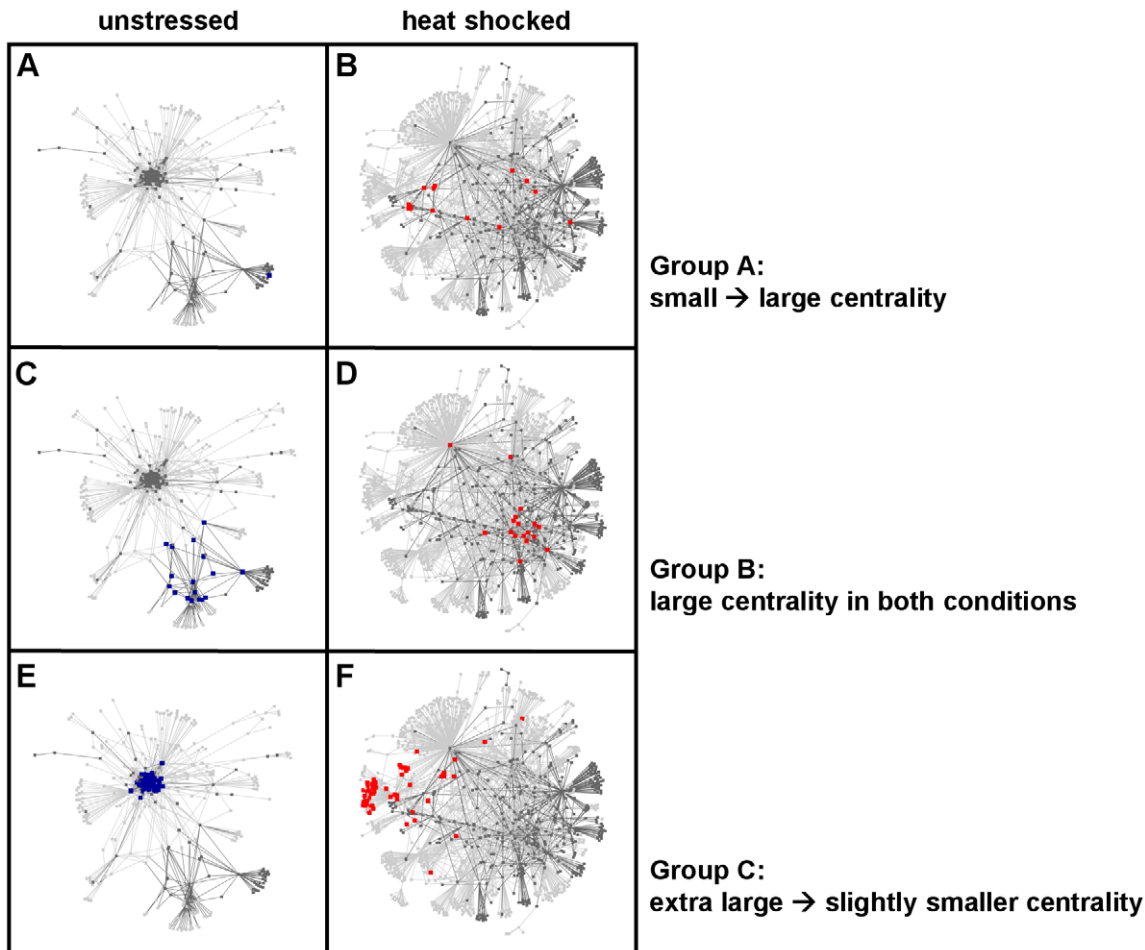 unstressed heat shocked
A B
Group A:
small → large centrality
C D
Group B:
large centrality in both conditions
E F
Group C:
extra large → slightly smaller centrality